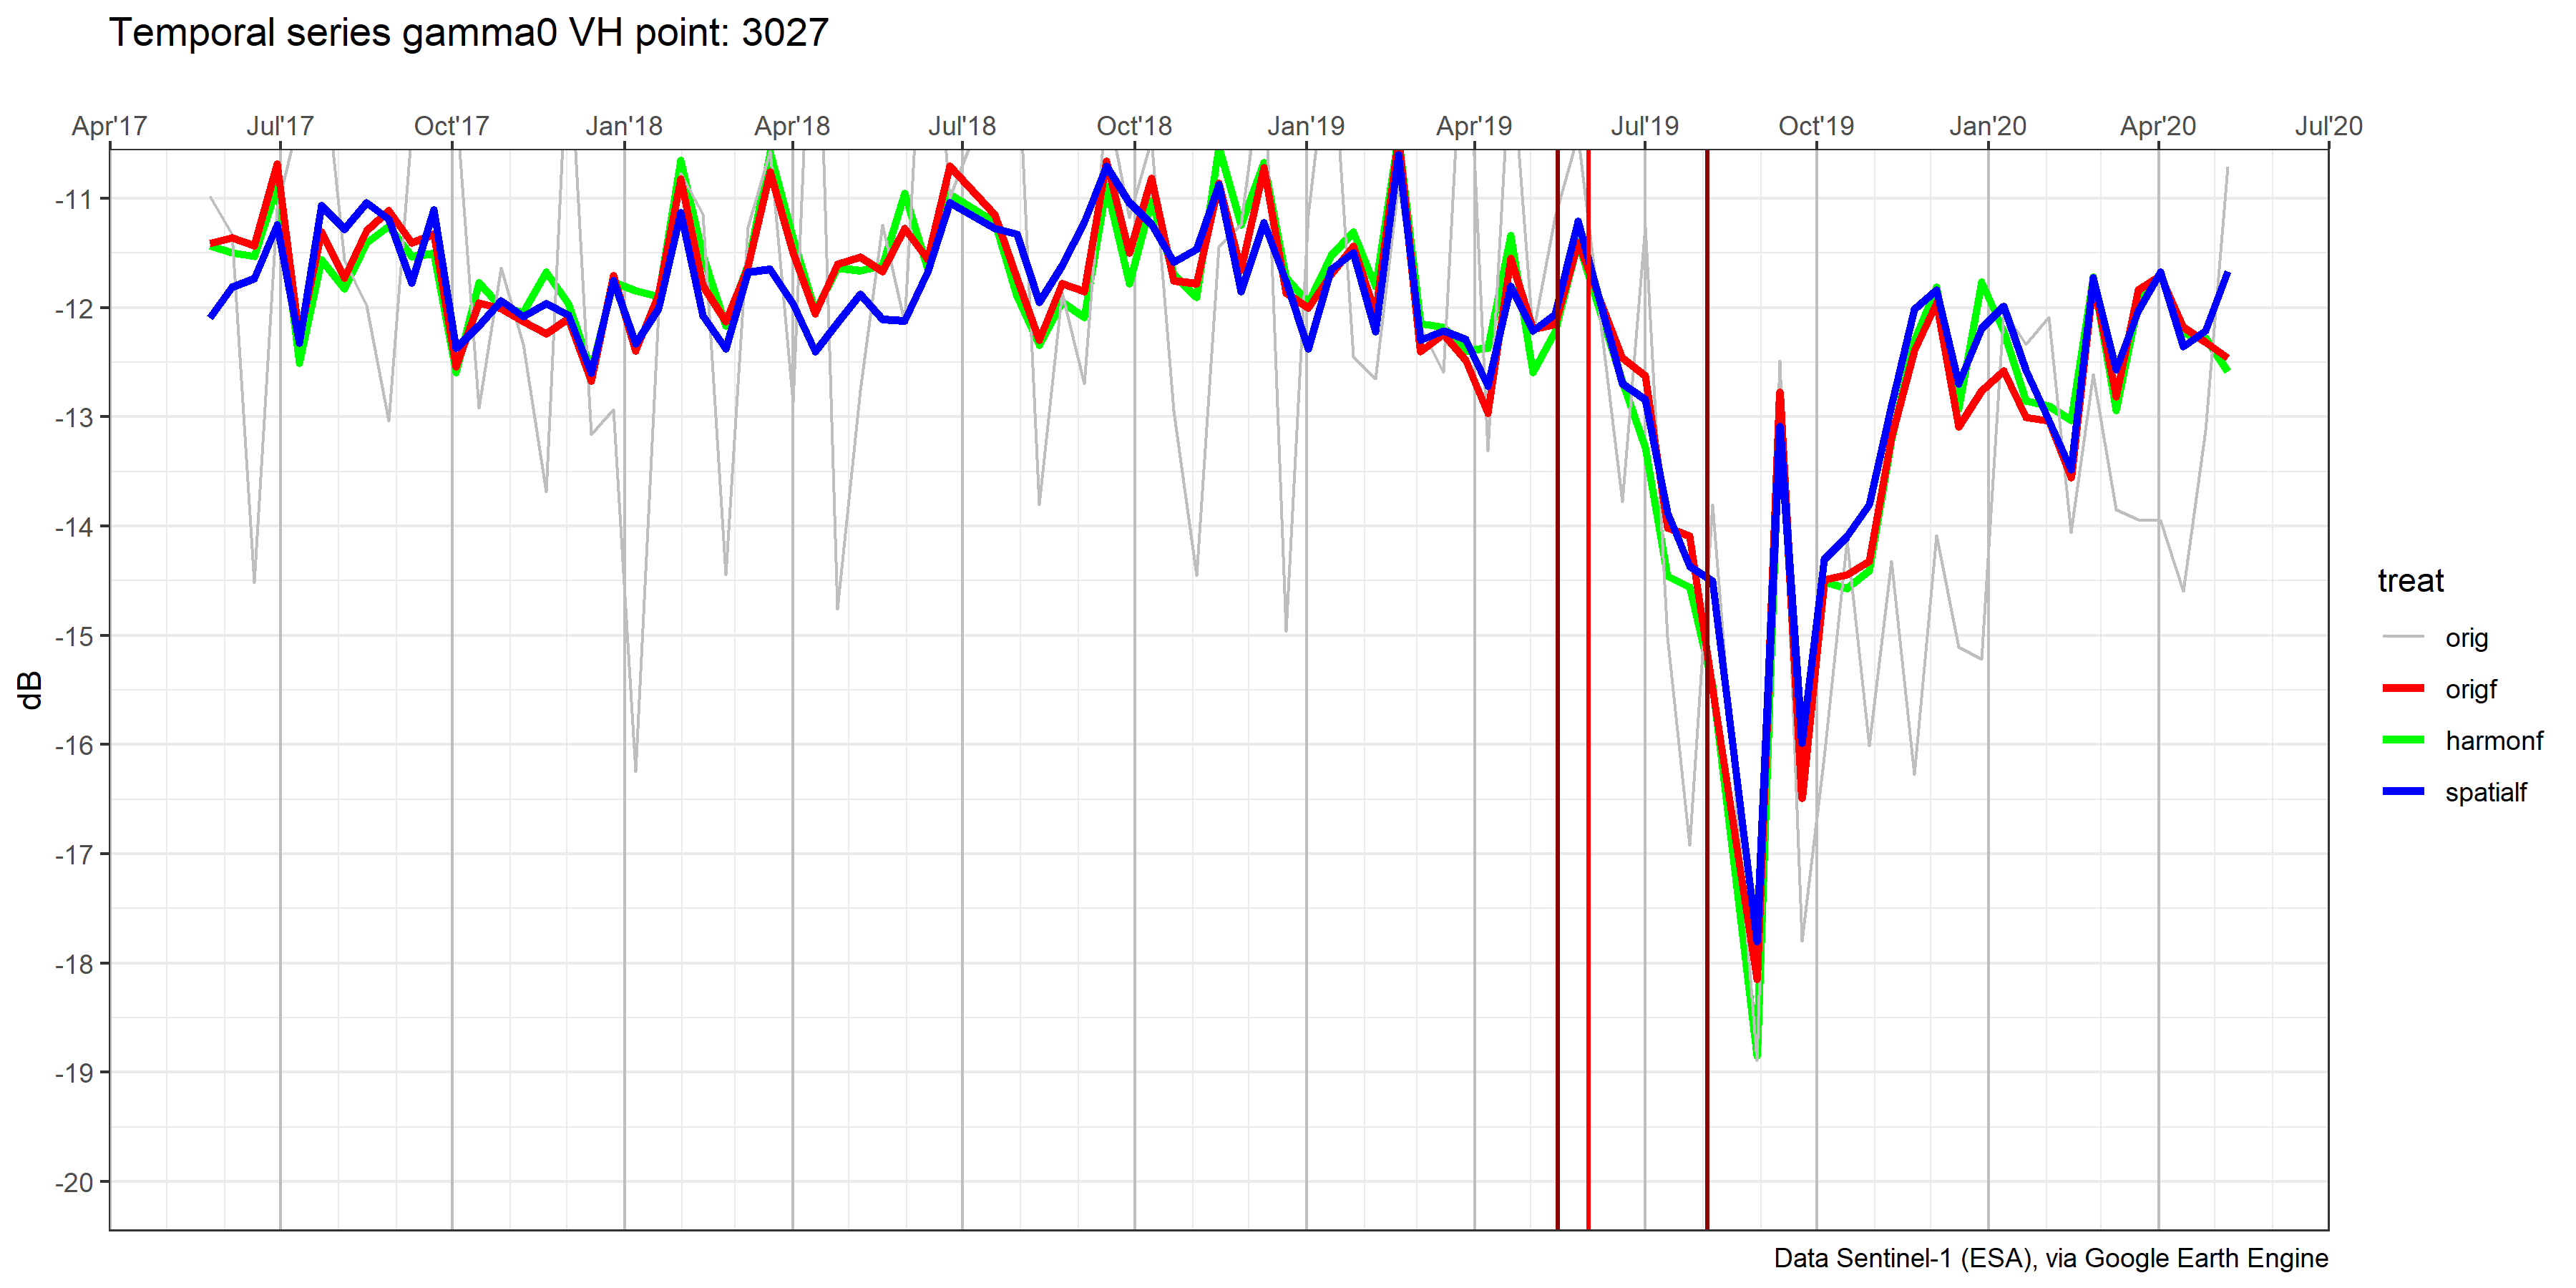 Temporal series gamma0 VH point: 3027
Apr'17 Jul'17 Oct'17 Jan'18 Apr'18 Jul'18 Oct'18 Jan'19 Apr'19 Jul'19 Oct'19 Jan'20 Apr'20 Jul'20
-11
-12
-13
-14
-15
-16
-17
-18
-19
-20
dB
treat
orig
origf
harmonf
spatialf
Data Sentinel-1 (ESA), via Google Earth Engine